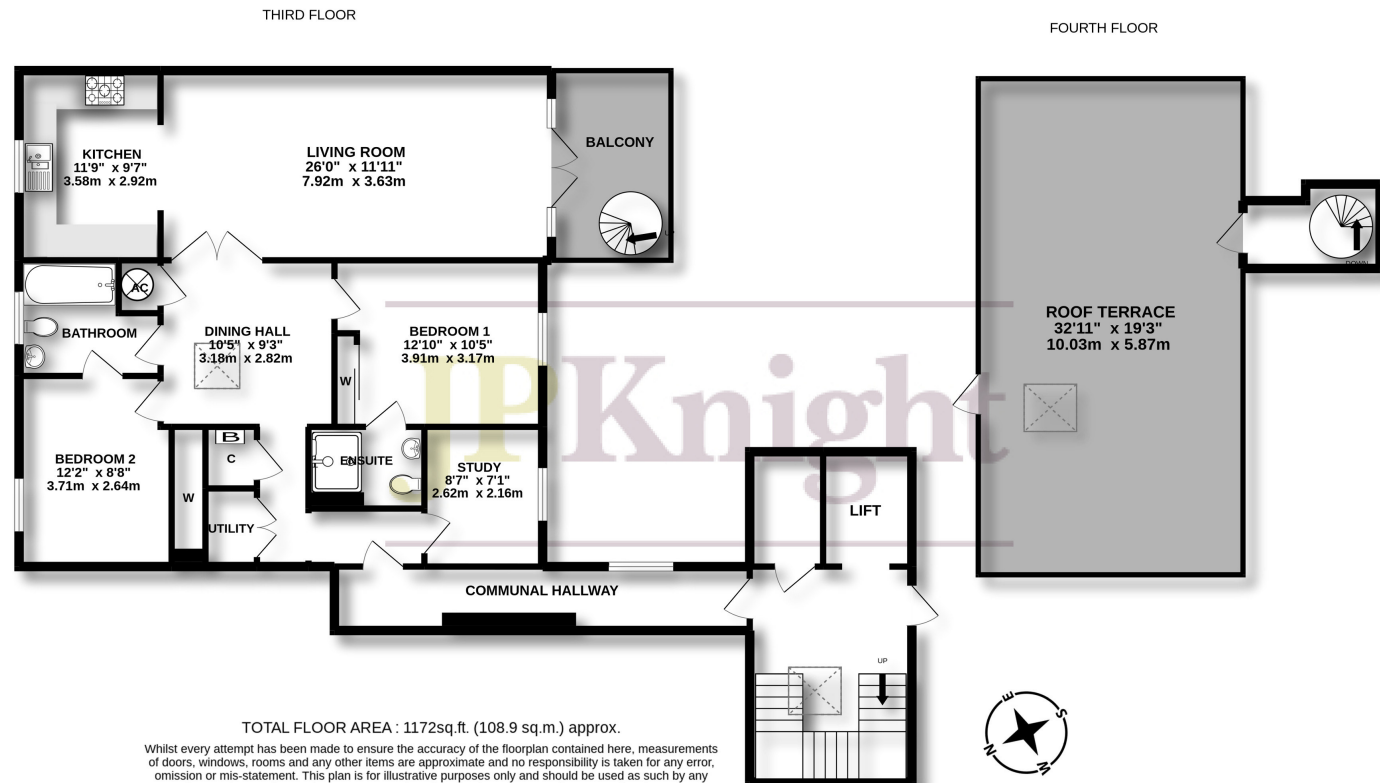 THIRD FLOOR
FOURTH FLOOR
KITCHEN
11'9" x 9'7"
3.58m x 2.92m
LIVING ROOM
26'0" x 11'11"
7.92m x 3.63m
BALCONY
AC
BATHROOM
DINING HALL
10'5" x 9'3"
3.18m x 2.82m
BEDROOM 1
12'10" x 10'5"
3.91m x 3.17m
W
ROOF TERRACE
32'11" x 19'3"
10.03m x 5.87m
DOWN
JPKnight
BEDROOM 2
12'2" x 8'8"
3.71m x 2.64m
W
B
C
UTILITY
ENSUITE
STUDY
8'7" x 7'1"
2.62m x 2.16m
LIFT
COMMUNAL HALLWAY
UP
E
S
N
W
TOTAL FLOOR AREA : 1172sq.ft. (108.9 sq.m.) approx.
Whilst every attempt has been made to ensure the accuracy of the floorplan contained here, measurements
of doors, windows, rooms and any other items are approximate and no responsibility is taken for any error,
omission or mis-statement. This plan is for illustrative purposes only and should be used as such by any